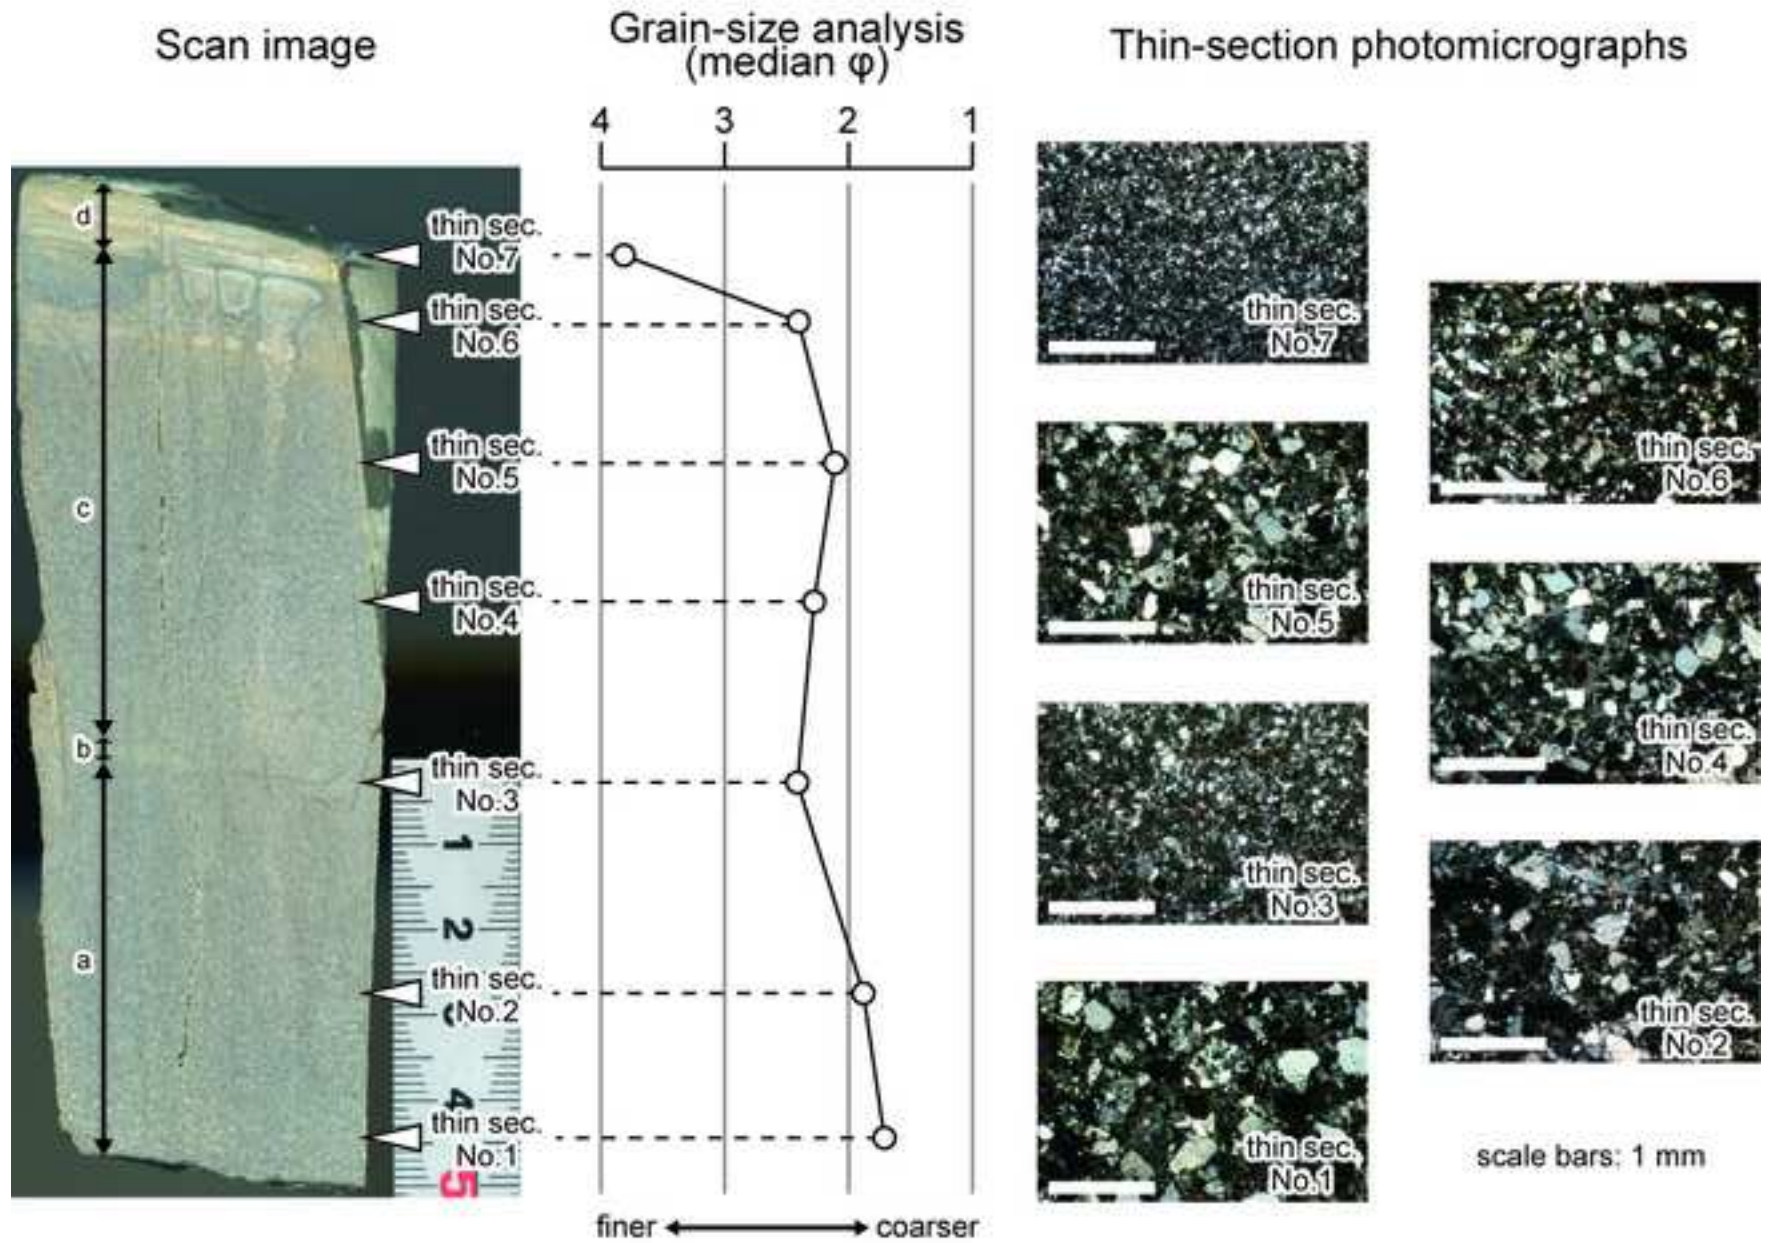 Scan image
Grain-size analysis
(median φ)
Thin-section photomicrographs
4 3 2 1
d
c
b
a
thin sec.
No.7
thin sec.
No.6
thin sec.
No.5
thin sec.
No.4
thin sec.
No.3
thin sec.
No.2
thin sec.
No.1
1
2
4
5
finer
coarser
thin sec.
No.7
thin sec.
No.6
thin sec.
No.5
thin sec.
No.4
thin sec.
No.3
thin sec.
No.2
thin sec.
No.1
scale bars: 1 mm